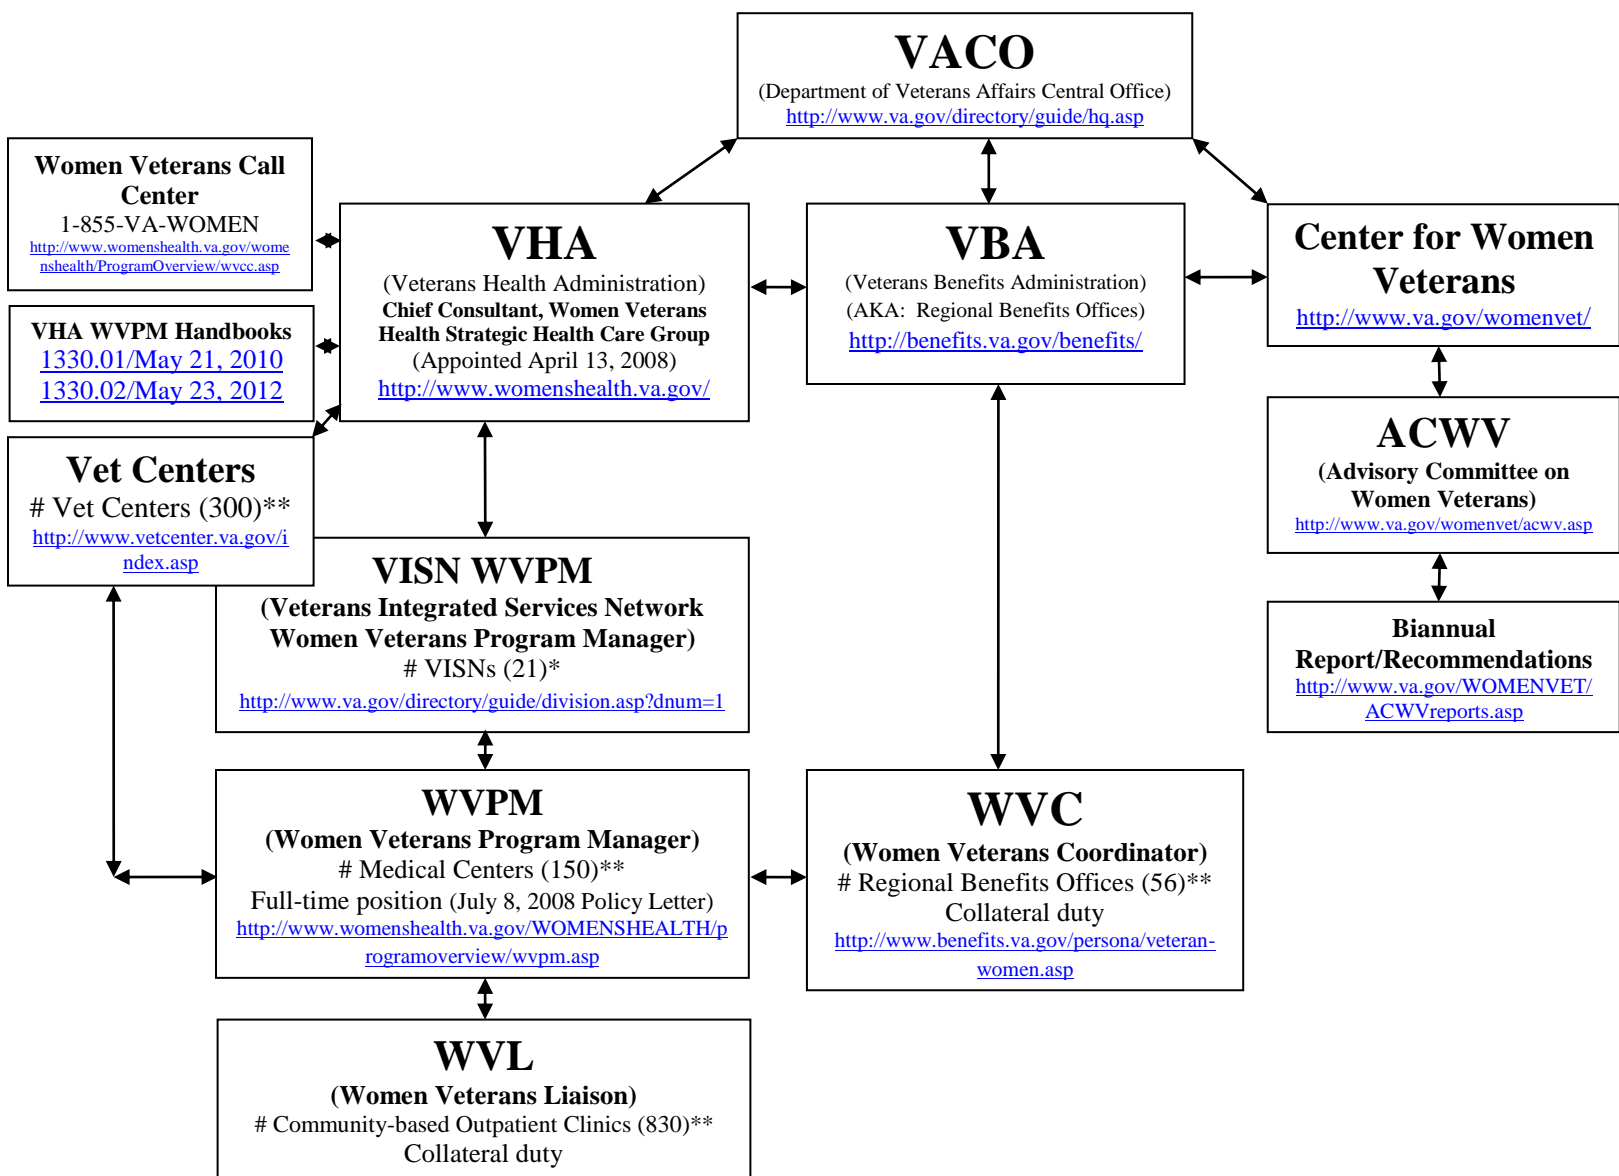 VACO
(Department of Veterans Affairs Central Office)
http://www.va.gov/directory/guide/hq.asp
Women Veterans Call
Center
1-855-VA-WOMEN
http://www.womenshealth.va.gov/wome
nshealth/ProgramOverview/wvcc.asp
VHA
(Veterans Health Administration)
Chief Consultant, Women Veterans
Health Strategic Health Care Group
(Appointed April 13, 2008)
http://www.womenshealth.va.gov/
VBA
(Veterans Benefits Administration)
(AKA: Regional Benefits Offices)
http://benefits.va.gov/benefits/
Center for Women
Veterans
http://www.va.gov/womenvet/
VHA WVPM Handbooks
1330.01/May 21, 2010
1330.02/May 23, 2012
Vet Centers
# Vet Centers (300)**
http://www.vetcenter.va.gov/i
ndex.asp
ACWV
(Advisory Committee on
Women Veterans)
http://www.va.gov/womenvet/acwv.asp
VISN WVPM
(Veterans Integrated Services Network
Women Veterans Program Manager)
# VISNs (21)*
http://www.va.gov/directory/guide/division.asp?dnum=1
Biannual
Report/Recommendations
http://www.va.gov/WOMENVET/
ACWVreports.asp
WVPM
(Women Veterans Program Manager)
# Medical Centers (150)**
Full-time position (July 8, 2008 Policy Letter)
http://www.womenshealth.va.gov/WOMENSHEALTH/p
rogramoverview/wvpm.asp
WVC
(Women Veterans Coordinator)
# Regional Benefits Offices (56)**
Collateral duty
http://www.benefits.va.gov/persona/veteran-
women.asp
WVL
(Women Veterans Liaison)
# Community-based Outpatient Clinics (830)**
Collateral duty